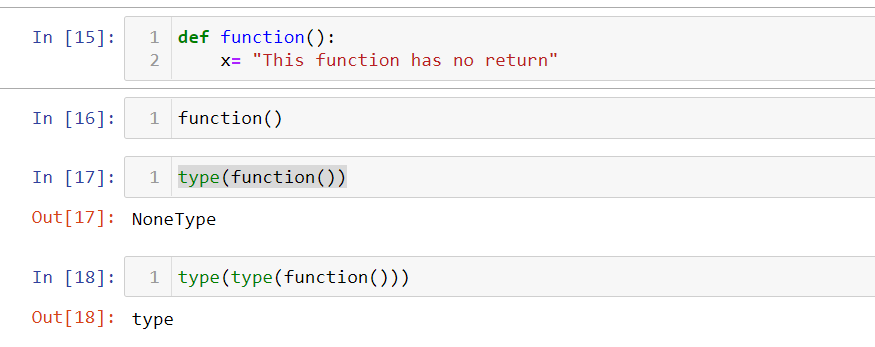 In [15]: 1 def function():
2 x= "This function has no return"
In [16]: 1 function()
In [17]: 1 type(function())
Out[17]: NoneType
In [18]: 1 type(type(function()))
Out[18]: type